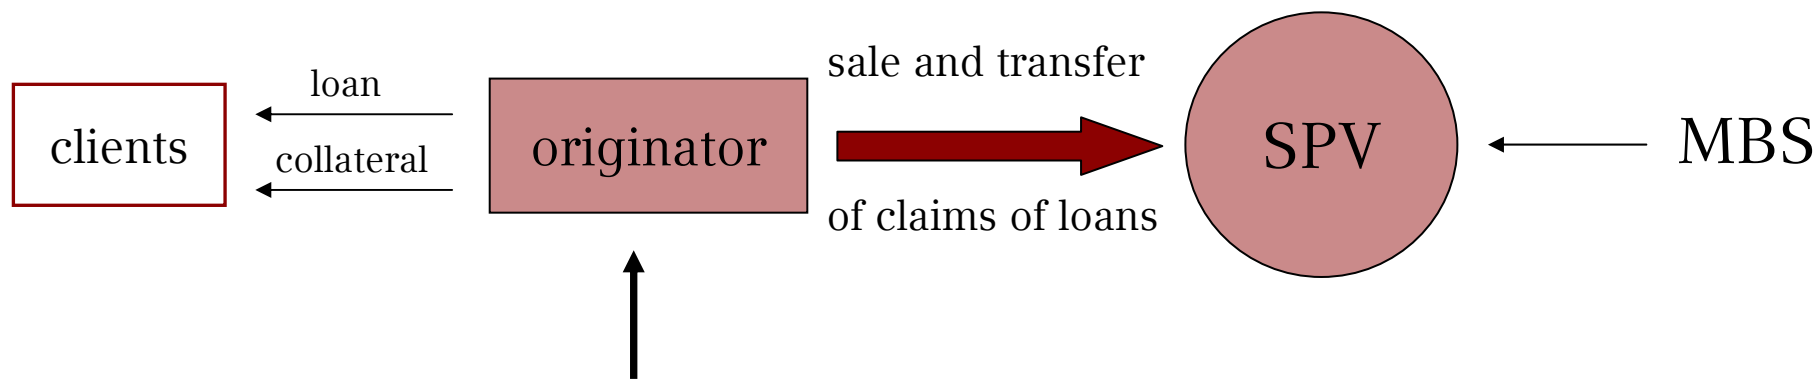 clients
loan
collateral
originator
sale and transfer
of claims of loans
SPV
MBS